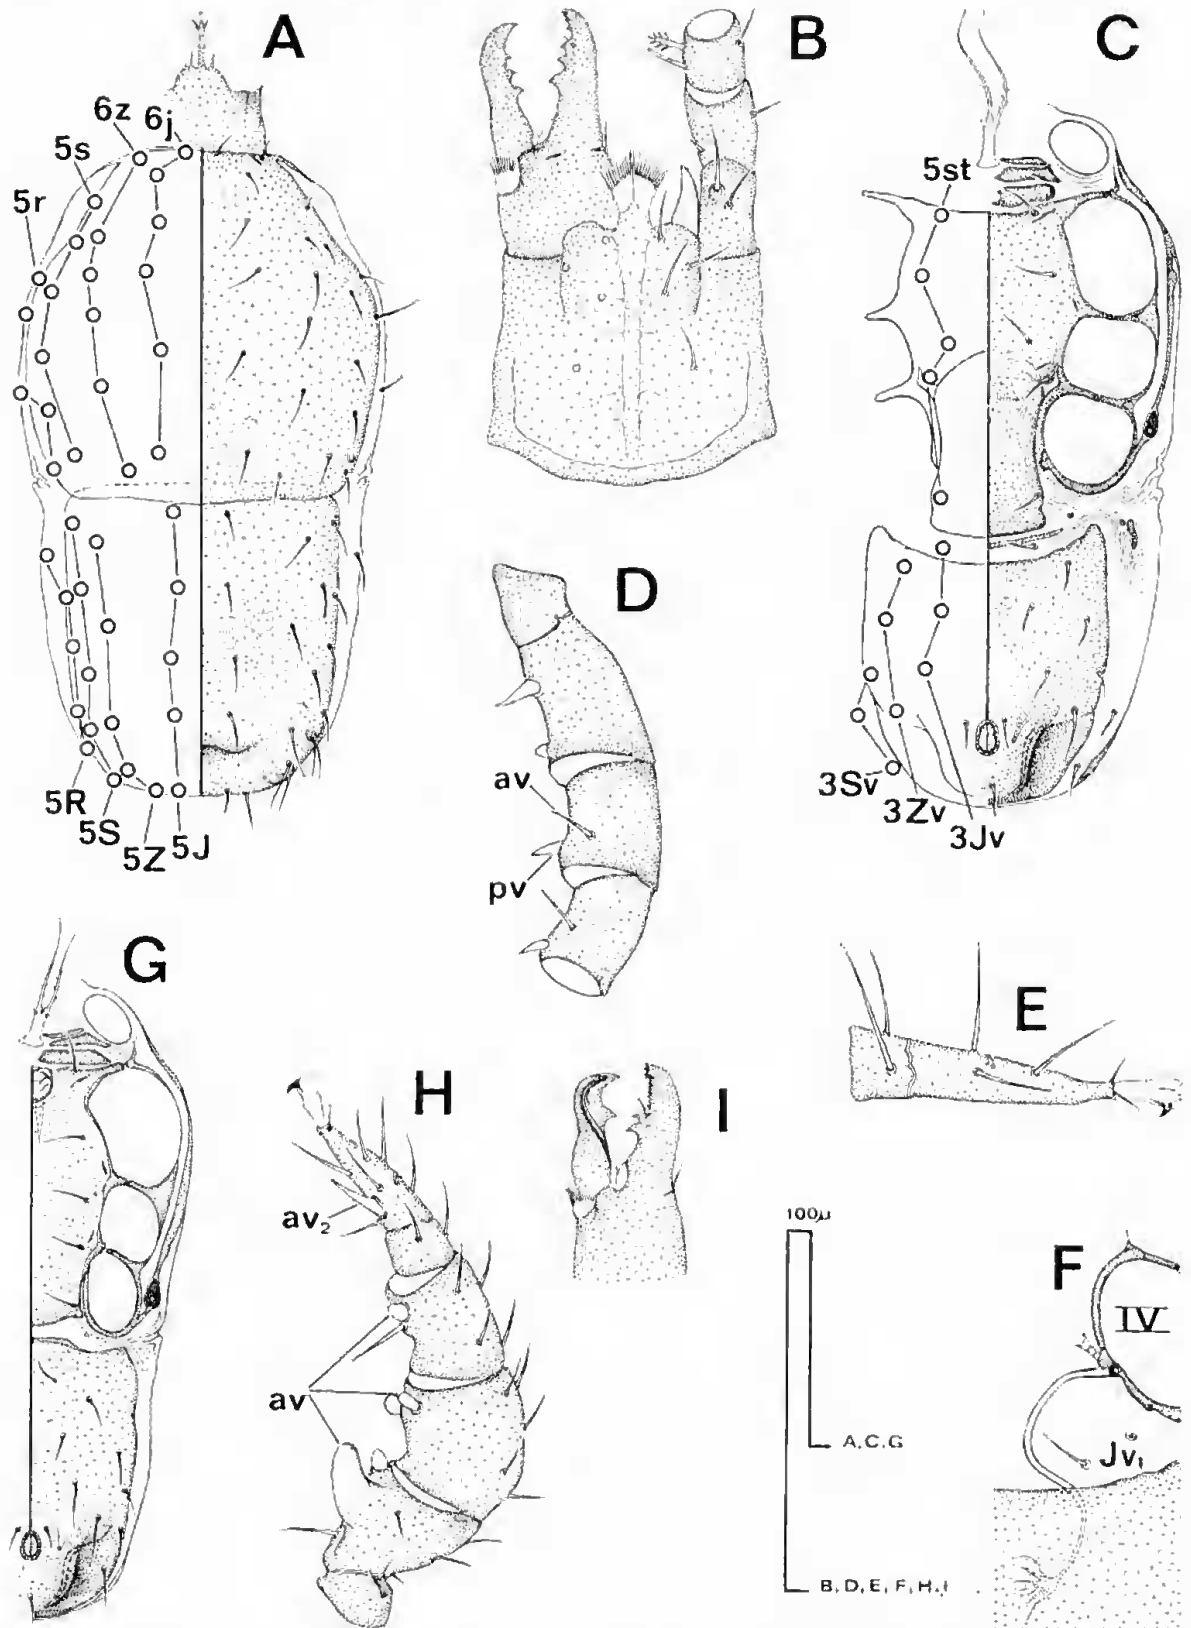 A
B
C
6z
6j
5s
5r
5st
D
av
pv
5R
5S
5Z
5J
3Sv
3Zv
3Jv
G
H
I
E
av₂
100μ
F
IV
av
A,C,G
Jv₁
B, D, E, F, H, I